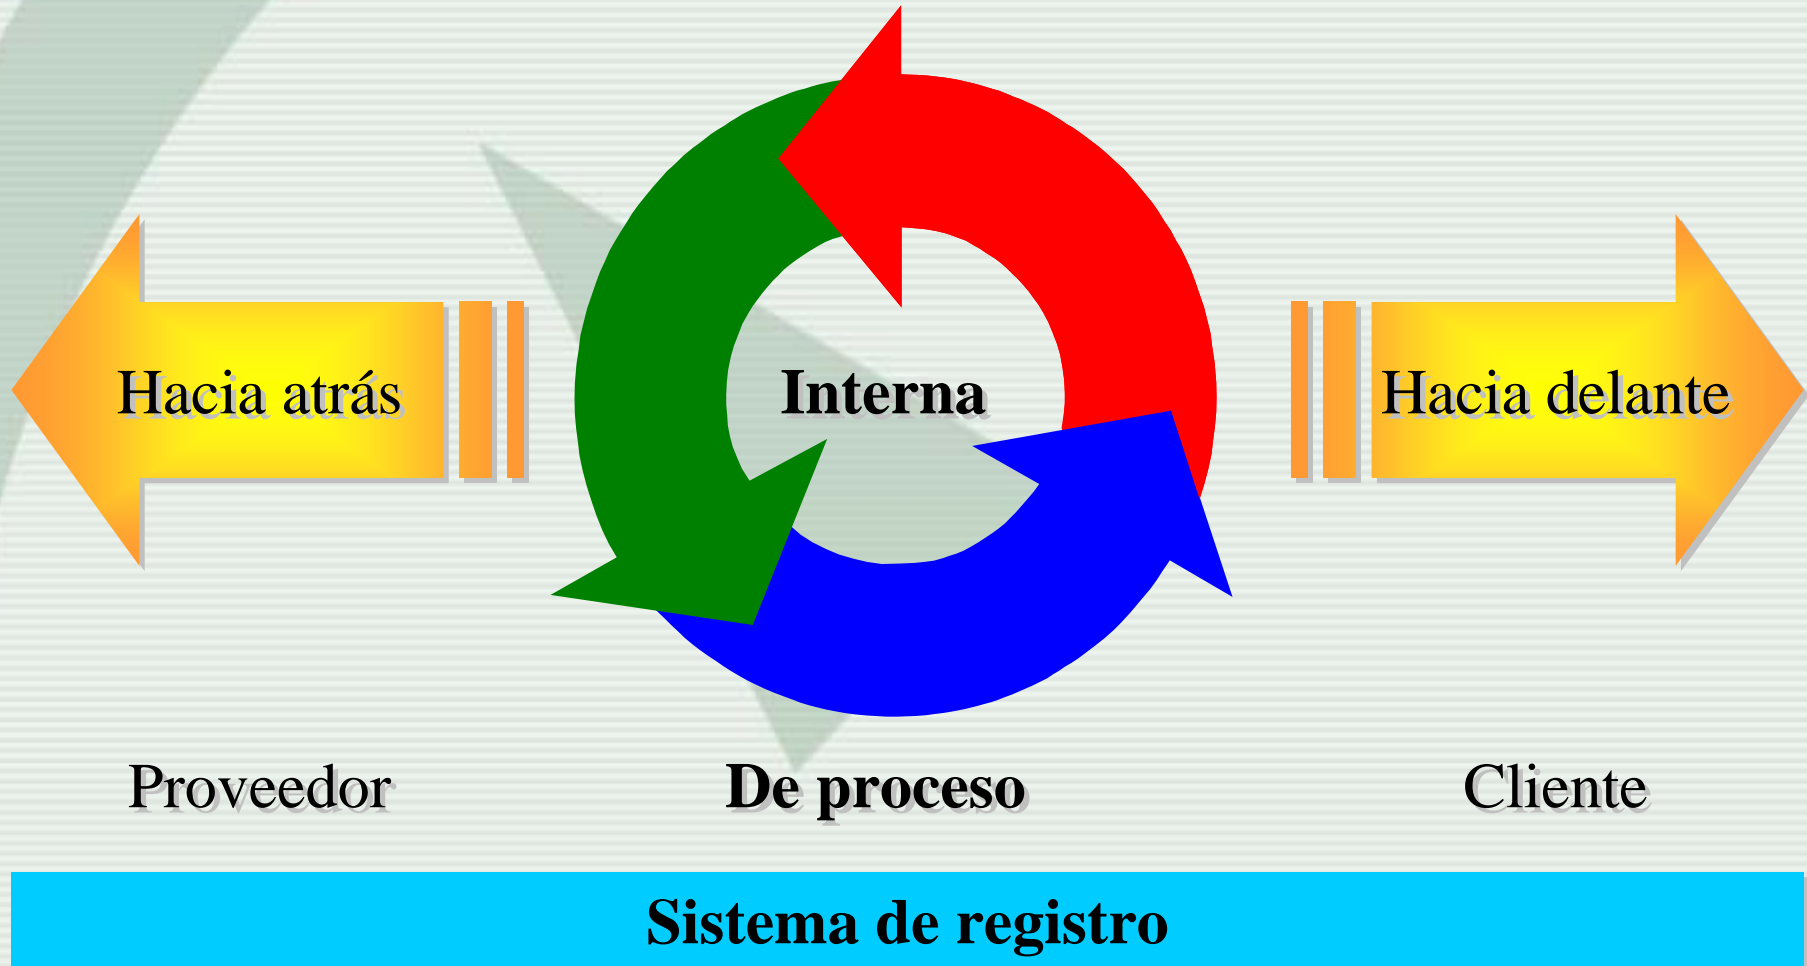 Hacia atrás
Interna
Hacia delante
Proveedor
De proceso
Cliente
Sistema de registro